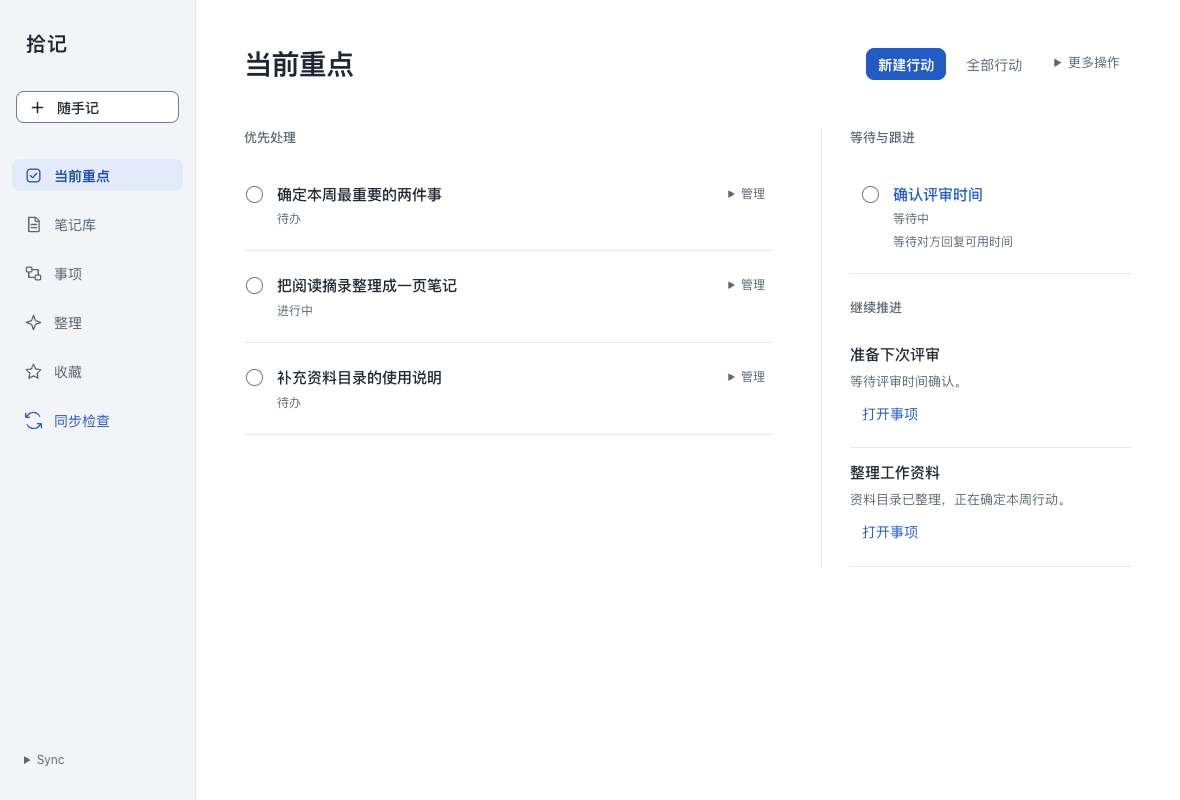 拾记
随手记
当前重点
笔记库
事项
整理
收藏
同步检查
Sync
当前重点
新建行动
全部行动
更多操作
优先处理
确定本周最重要的两件事
管理
待办
把阅读摘录整理成一页笔记
管理
进行中
补充资料目录的使用说明
管理
待办
等待与跟进
确认评审时间
等待中
等待对方回复可用时间
继续推进
准备下次评审
等待评审时间确认。
打开事项
整理工作资料
资料目录已整理，正在确定本周行动。
打开事项